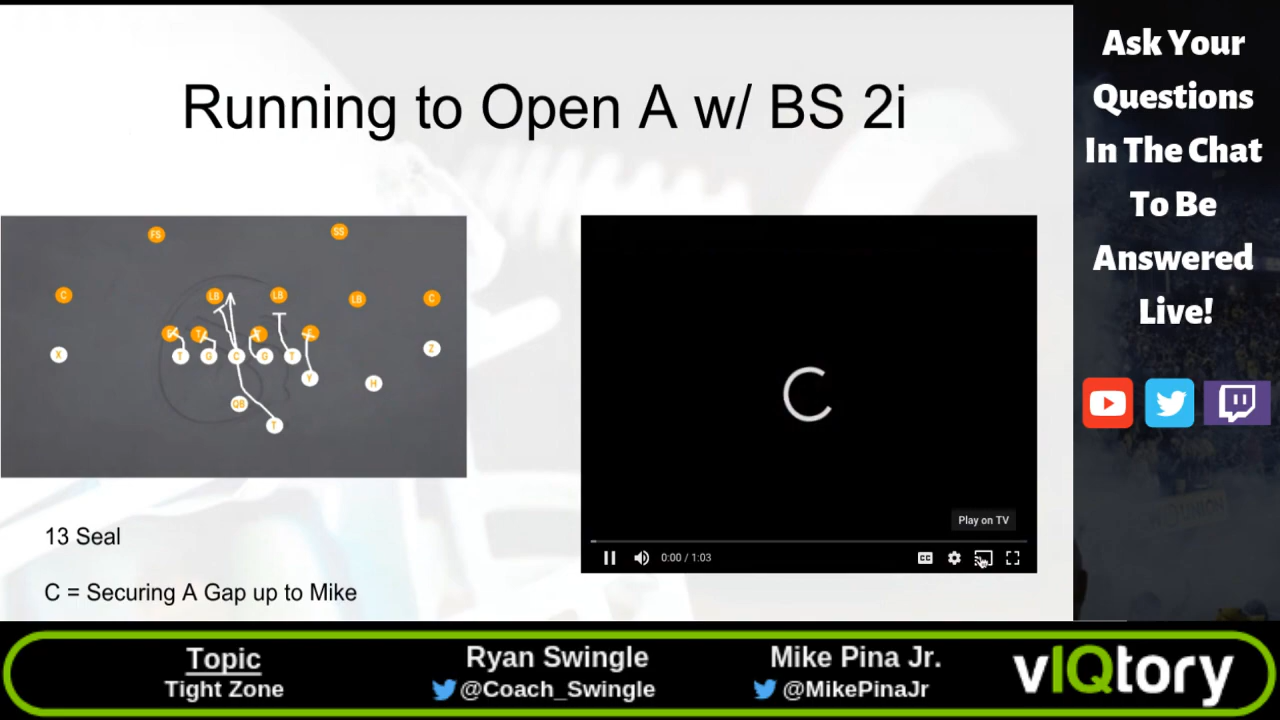 Running to Open A w/ BS 2i
Ask Your
Questions
In The Chat
To Be
Answered
Live!
FS
SS
C
LB
LB
LB
C
T
X
T
G
C
G
T
Z
Y
H
QB
T
13 Seal
C = Securing A Gap up to Mike
Play on TV
0:00 / 1:03
CC
Topic
Tight Zone
Ryan Swingle
@Coach_Swingle
Mike Pina Jr.
@MikePinaJr
vIQtory